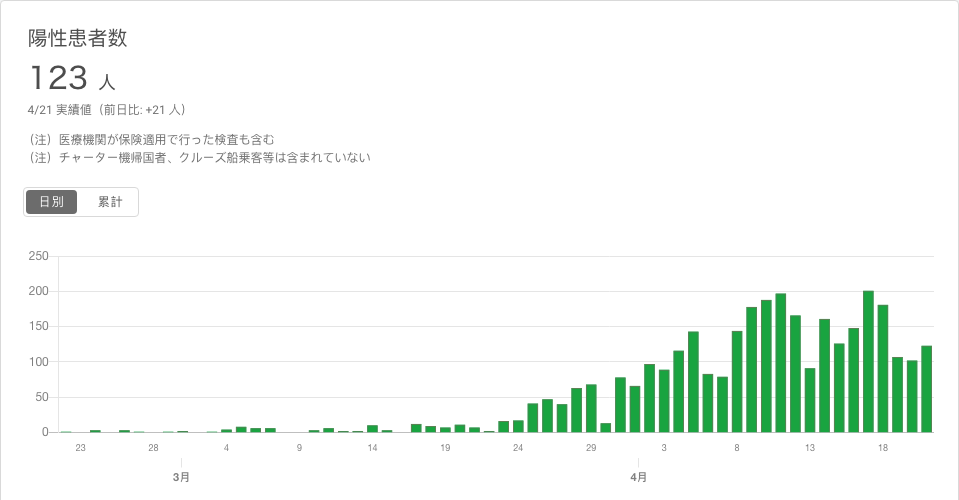 陽性患者数
123 人
4/21 実績値（前日比: +21 人）
（注）医療機関が保険適用で行った検査も含む
（注）チャーター機帰国者、クルーズ船乗客等は含まれていない
日別 累計
250
200
150
100
50
0
23 28 4 9 14 19 24 29 3 8 13 18
3月 4月